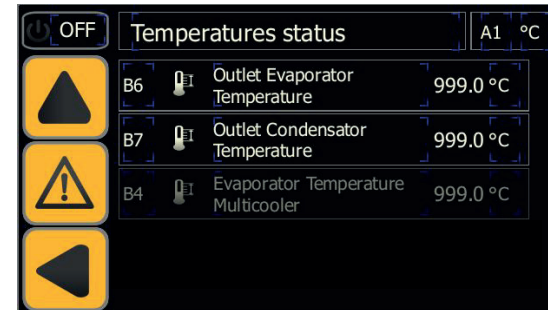 OFF
Temperatures status
A1 °C
B6 Outlet Evaporator Temperature 999.0 °C
B7 Outlet Condensator Temperature 999.0 °C
B4 Evaporator Temperature Multicooler 999.0 °C